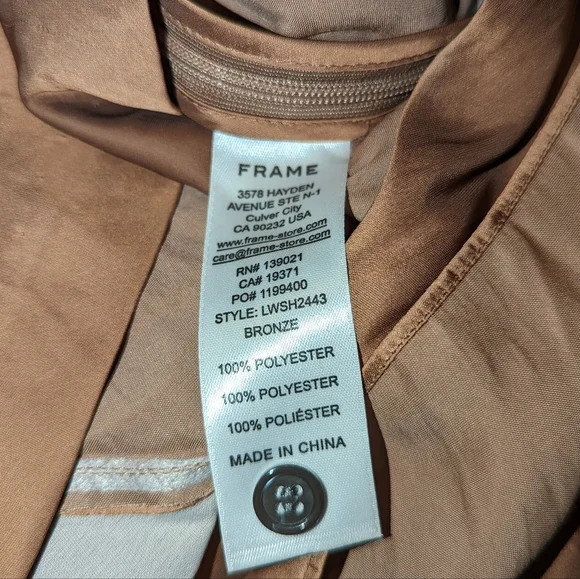 FRAME
3578 HAYDEN
AVENUE STE N-1
Culver City
CA 90232 USA
www.frame-store.com
care@frame-store.com
RN# 139021
CA# 19371
PO# 1199400
STYLE: LWSH2443
BRONZE
100% POLYESTER
100% POLYESTER
100% POLIÉSTER
MADE IN CHINA